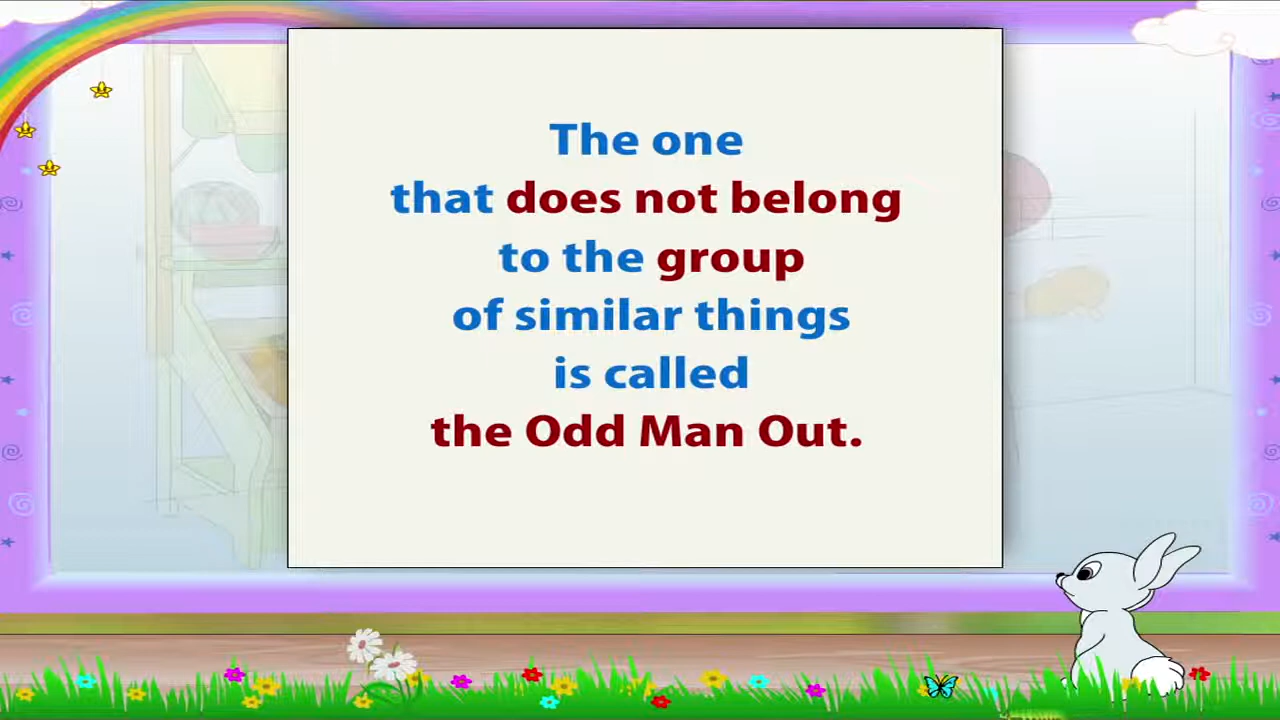 The one
that does not belong
to the group
of similar things
is called
the Odd Man Out.